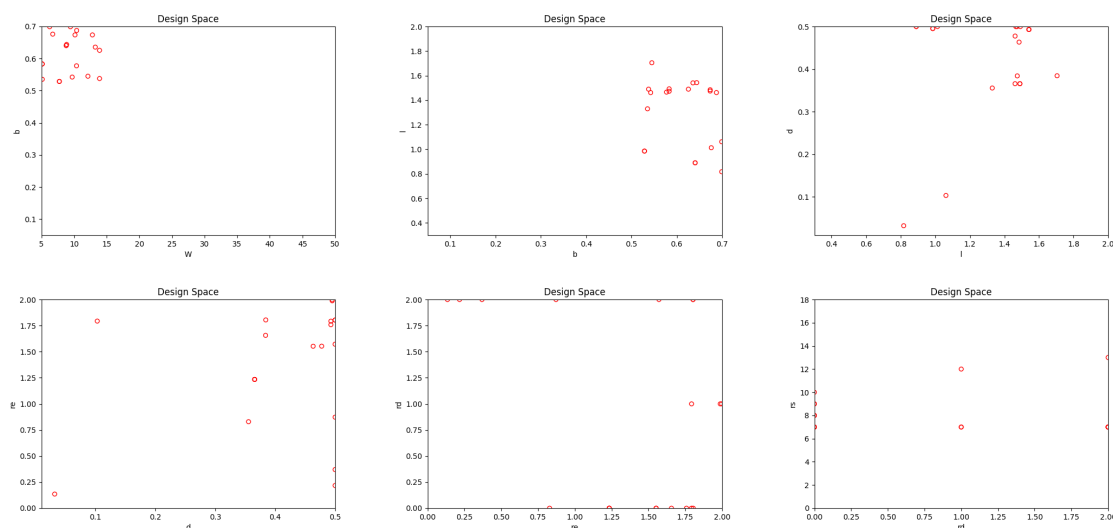 Design Space
0.7
0.6
0.5
0.4
0.3
0.2
0.1
b
5 10 15 20 25 30 35 40 45 50
W
Design Space
2.0
1.8
1.6
1.4
1.2
1.0
0.8
0.6
0.4
l
0.1 0.2 0.3 0.4 0.5 0.6 0.7
b
Design Space
0.5
0.4
0.3
0.2
0.1
d
0.4 0.6 0.8 1.0 1.2 1.4 1.6 1.8 2.0
l
Design Space
2.00
1.75
1.50
1.25
1.00
0.75
0.50
0.25
0.00
re
0.1 0.2 0.3 0.4 0.5
d
Design Space
2.00
1.75
1.50
1.25
1.00
0.75
0.50
0.25
0.00
rd
0.00 0.25 0.50 0.75 1.00 1.25 1.50 1.75 2.00
re
Design Space
18
16
14
12
10
8
6
4
2
0
rs
0.00 0.25 0.50 0.75 1.00 1.25 1.50 1.75 2.00
rd